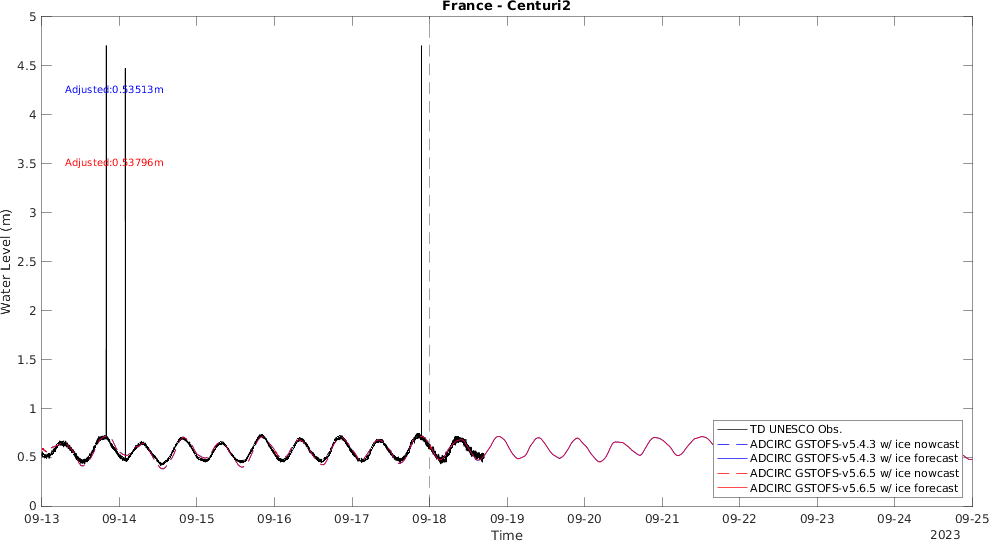 France - Centuri2
5
4.5
4
3.5
3
2.5
2
1.5
1
0.5
0
Water Level (m)
Adjusted:0.53513m
Adjusted:0.53796m
TD UNESCO Obs.
ADCIRC GSTOFS-v5.4.3 w/ ice nowcast
ADCIRC GSTOFS-v5.4.3 w/ ice forecast
ADCIRC GSTOFS-v5.6.5 w/ ice nowcast
ADCIRC GSTOFS-v5.6.5 w/ ice forecast
09-13 09-14 09-15 09-16 09-17 09-18 09-19 09-20 09-21 09-22 09-23 09-24 09-25
Time
2023